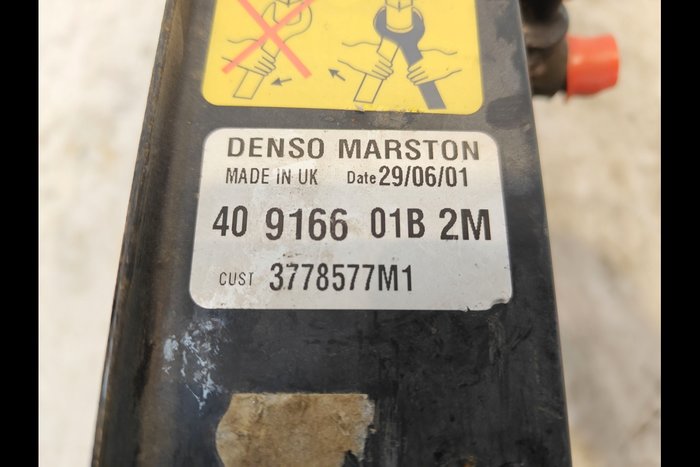 DENSO MARSTON
MADE IN UK Date 29/06/01
40 9166 01B 2M
CUST 3778577M1